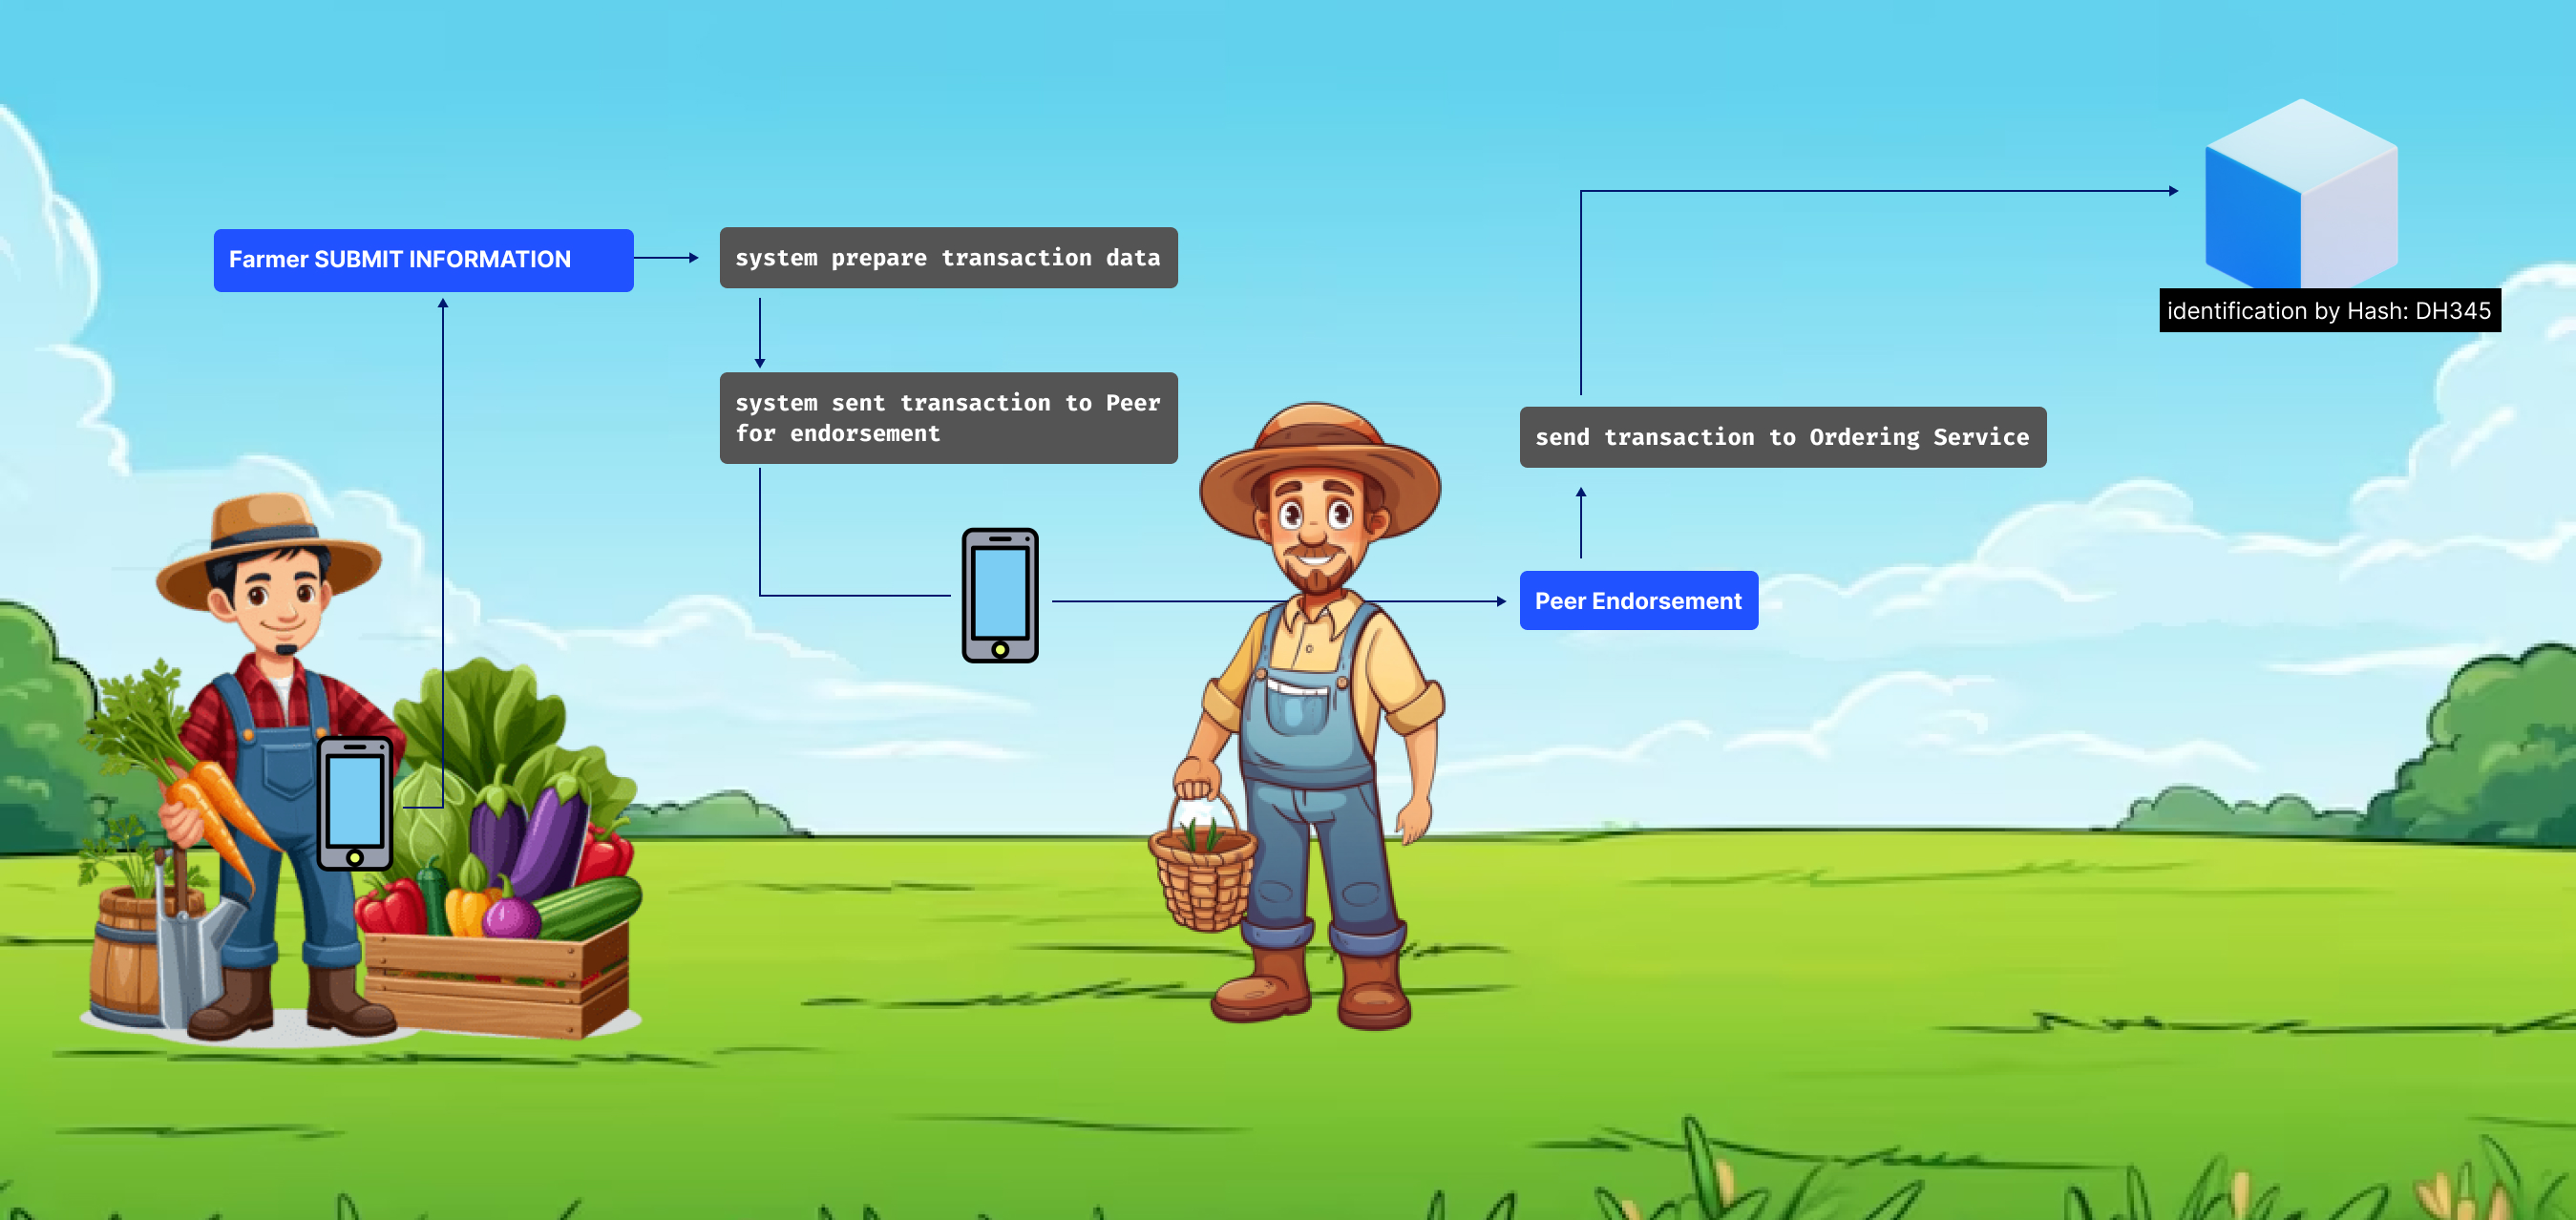 Farmer SUBMIT INFORMATION
system prepare transaction data
system sent transaction to Peer
for endorsement
Peer Endorsement
send transaction to Ordering Service
identification by Hash: DH345